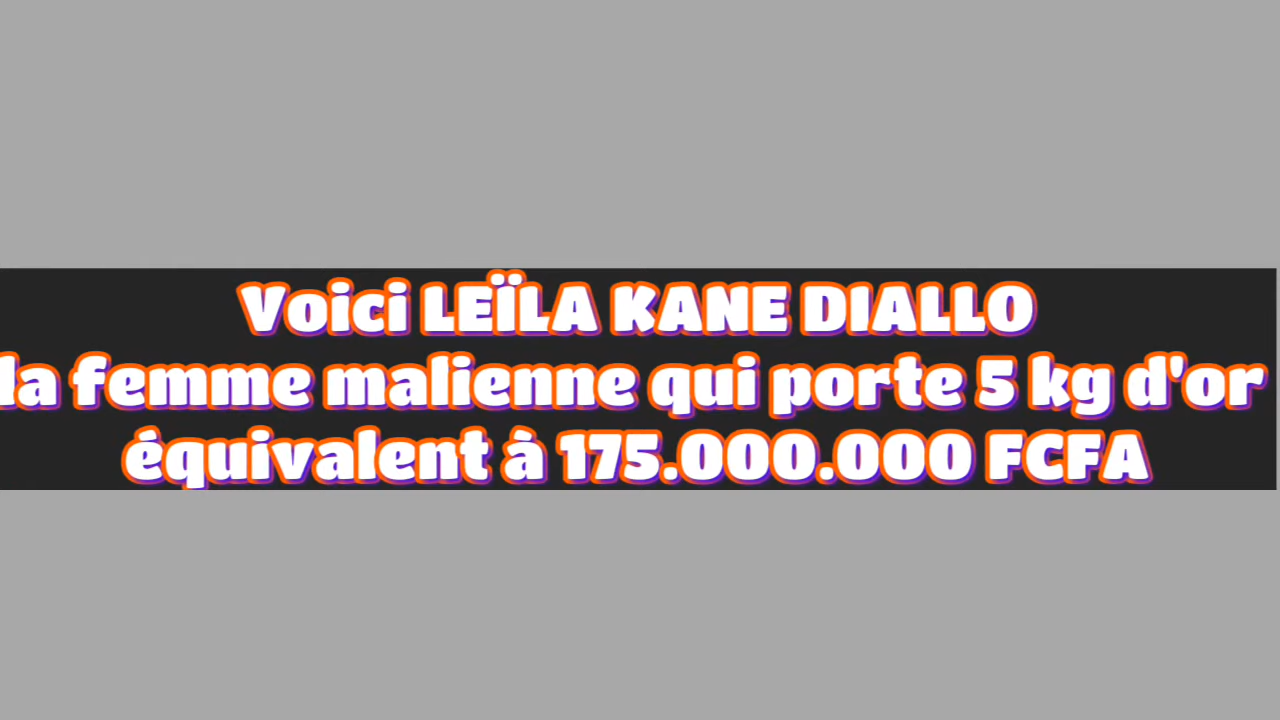 Voici LEÏLA KANE DIALLO
la femme malienne qui porte 5 kg d'or
équivalent à 175.000.000 FCFA